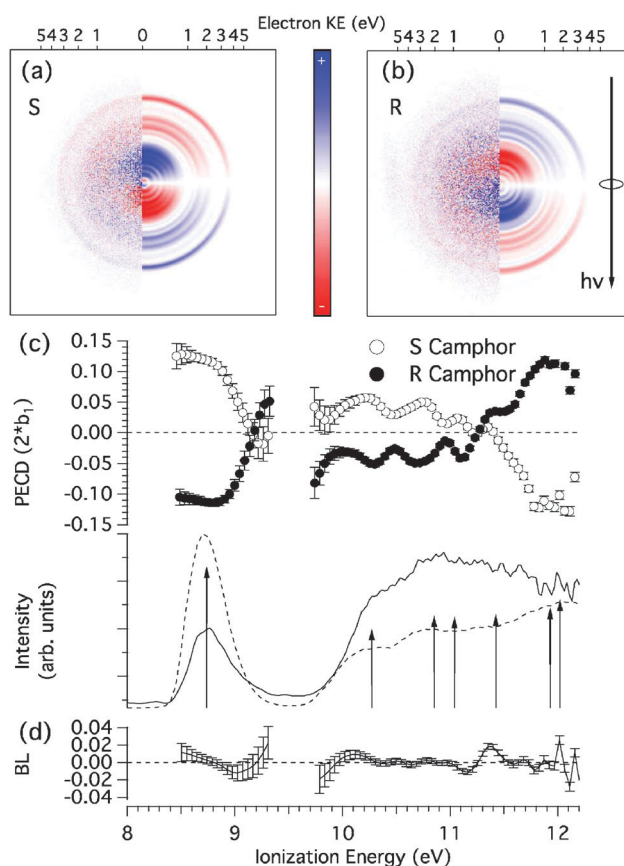 Electron KE (eV)
5 4 3 2 1 0 1 2 3 4 5
5 4 3 2 1 0 1 2 3 4 5
(a)
S
+
-
(b)
R
hν
(c)
S Camphor
R Camphor
PECD (2*b₁)
0.15
0.10
0.05
0.00
-0.05
-0.10
-0.15
Intensity
(arb. units)
(d)
BL
0.04
0.02
0.00
-0.02
-0.04
8 9 10 11 12
Ionization Energy (eV)